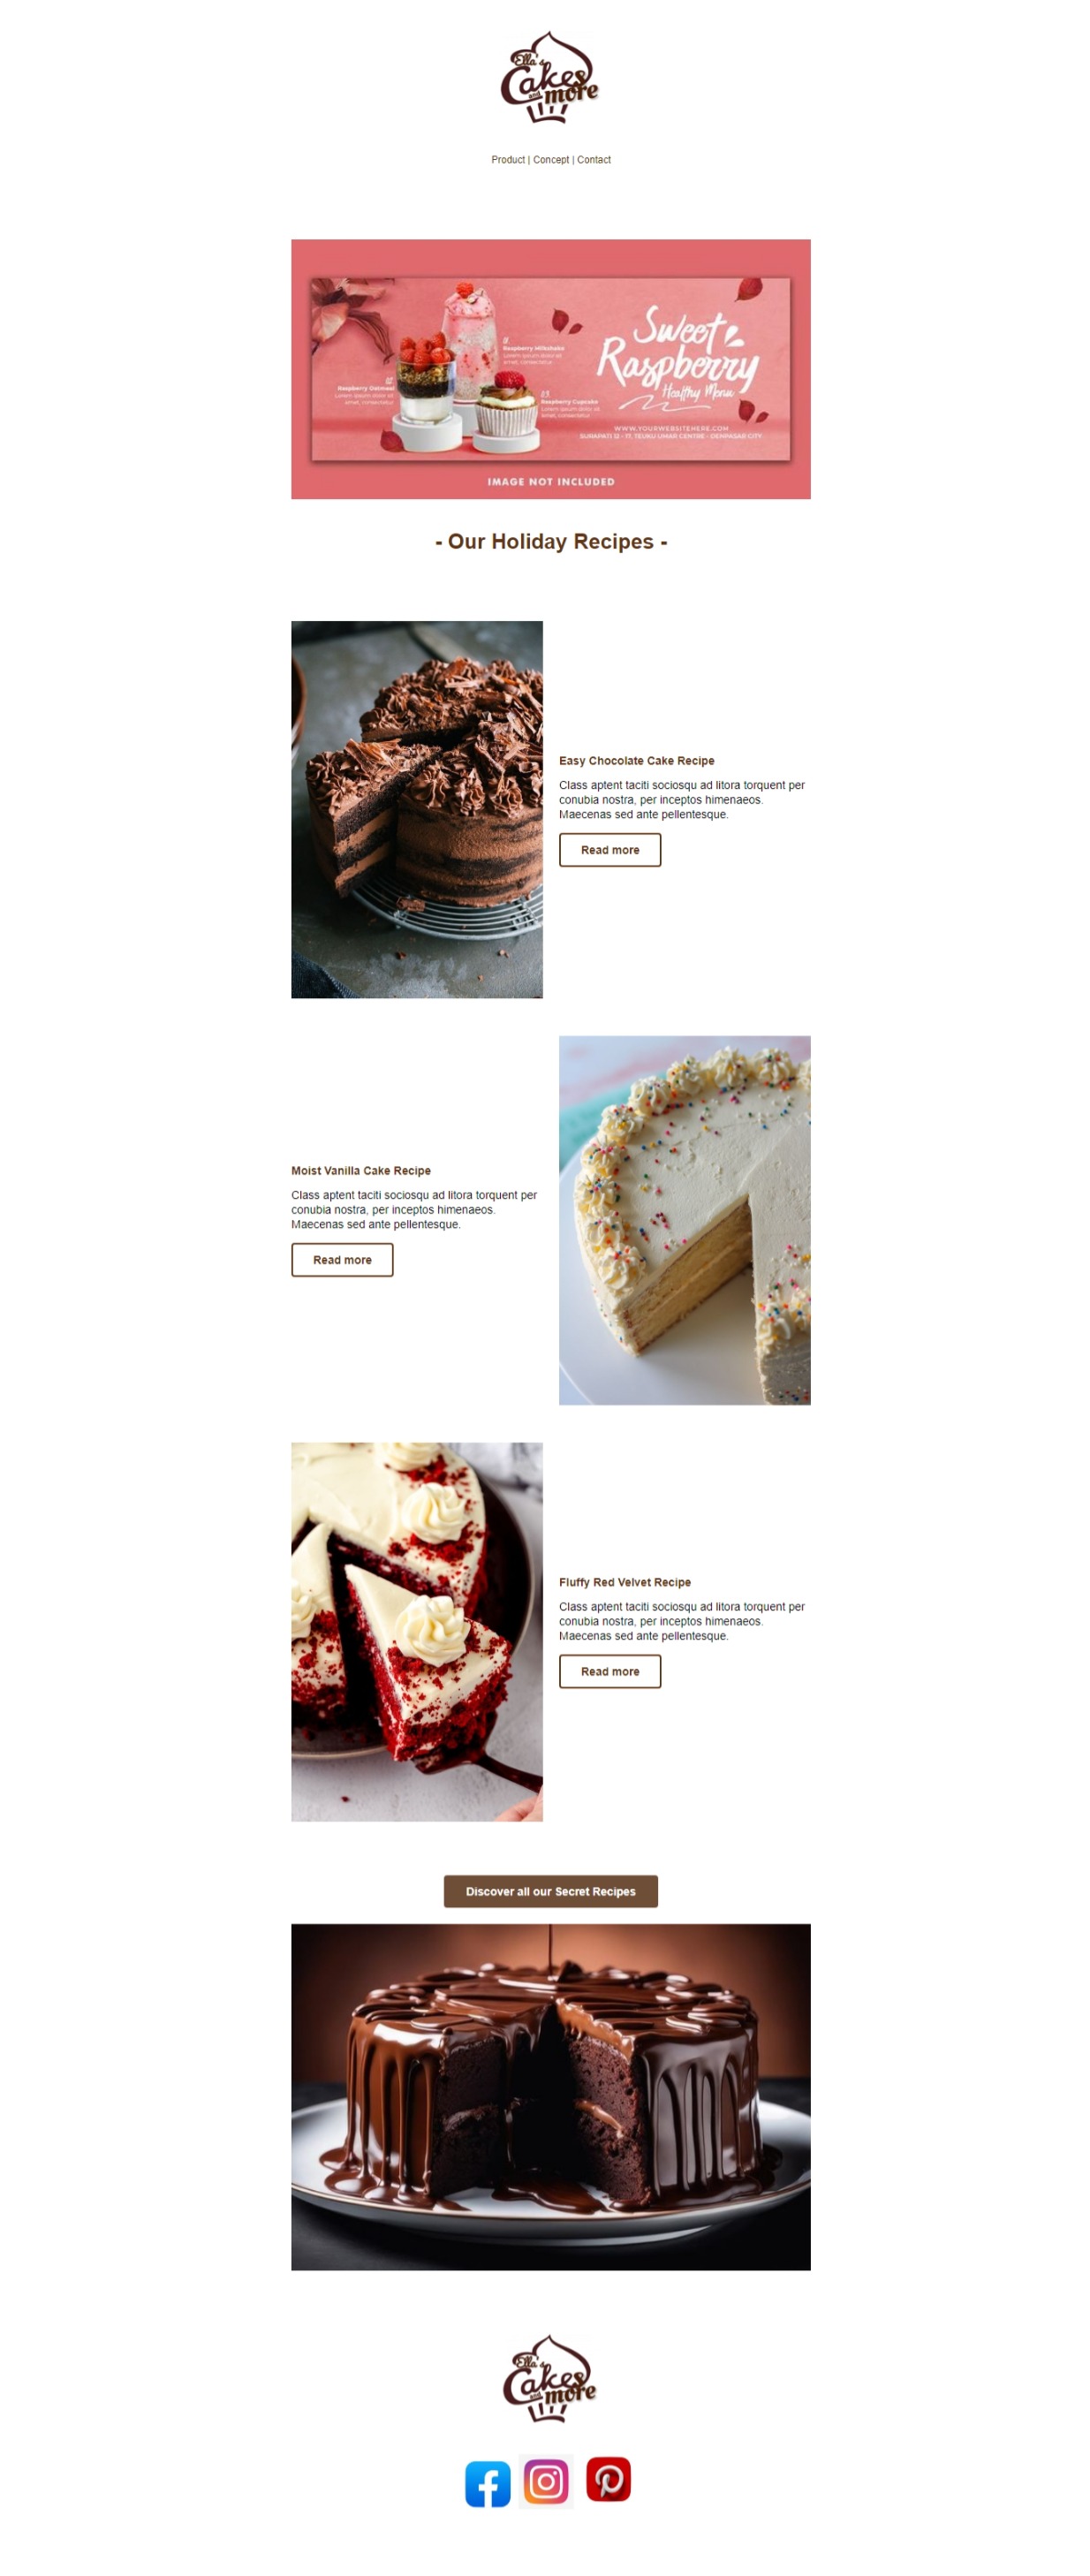 Ella's
Cakes
and more
Product | Concept | Contact
Sweet
Raspberry
Healthy Menu
01.
Raspberry Milkshake
Lorem ipsum dolor sit
amet, consectetur
02.
Raspberry Oatmeal
Lorem ipsum dolor sit
amet, consectetur
03.
Raspberry Cupcake
Lorem ipsum dolor sit
amet, consectetur
WWW.YOURWEBSITEHERE.COM
SURAPATI 12 - 17, TEUKU UMAR CENTRE - DENPASAR CITY
IMAGE NOT INCLUDED
- Our Holiday Recipes -
Easy Chocolate Cake Recipe
Class aptent taciti sociosqu ad litora torquent per
conubia nostra, per inceptos himenaeos.
Maecenas sed ante pellentesque.
Read more
Moist Vanilla Cake Recipe
Class aptent taciti sociosqu ad litora torquent per
conubia nostra, per inceptos himenaeos.
Maecenas sed ante pellentesque.
Read more
Fluffy Red Velvet Recipe
Class aptent taciti sociosqu ad litora torquent per
conubia nostra, per inceptos himenaeos.
Maecenas sed ante pellentesque.
Read more
Discover all our Secret Recipes
Ella's
Cakes
and more